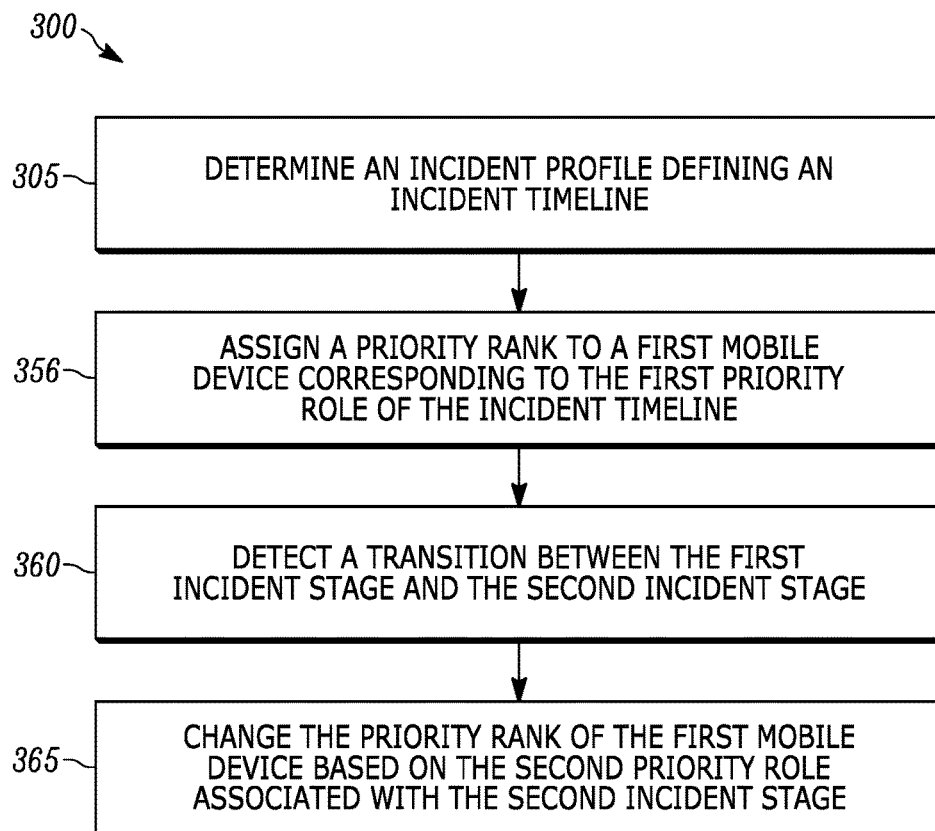 300
305
DETERMINE AN INCIDENT PROFILE DEFINING AN
INCIDENT TIMELINE
356
ASSIGN A PRIORITY RANK TO A FIRST MOBILE
DEVICE CORRESPONDING TO THE FIRST PRIORITY
ROLE OF THE INCIDENT TIMELINE
360
DETECT A TRANSITION BETWEEN THE FIRST
INCIDENT STAGE AND THE SECOND INCIDENT STAGE
365
CHANGE THE PRIORITY RANK OF THE FIRST MOBILE
DEVICE BASED ON THE SECOND PRIORITY ROLE
ASSOCIATED WITH THE SECOND INCIDENT STAGE